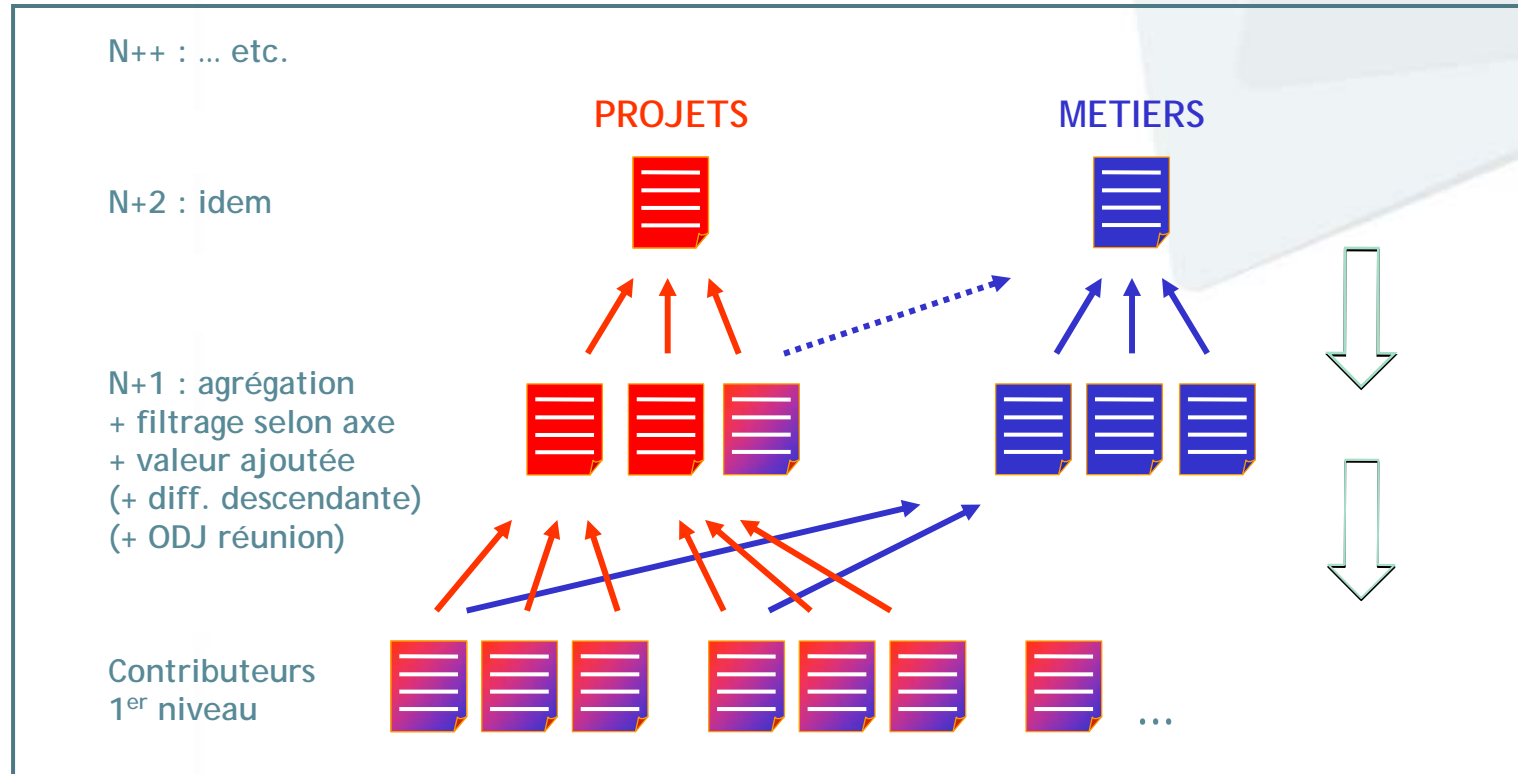 N++ : ... etc.
PROJETS
METIERS
N+2 : idem
N+1 : agrégation
+ filtrage selon axe
+ valeur ajoutée
(+ diff. descendante)
(+ ODJ réunion)
Contributeurs
1er niveau
...